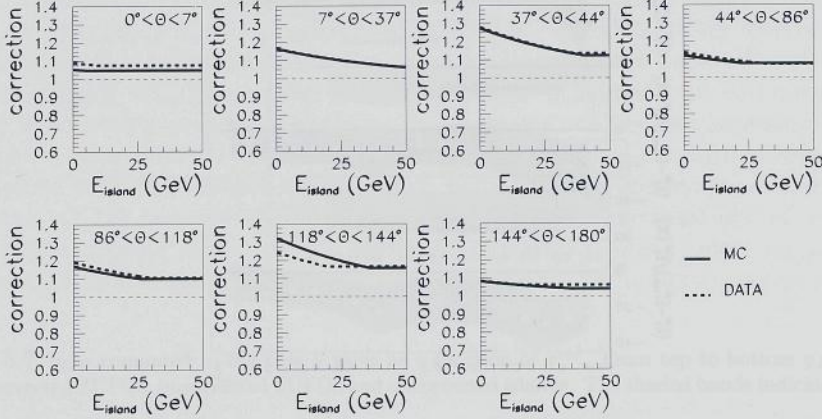 correction
1.4
1.3
1.2
1.1
1
0.9
0.8
0.7
0.6
0°<Θ<7°
0 25 50
E_island (GeV)
correction
1.4
1.3
1.2
1.1
1
0.9
0.8
0.7
0.6
7°<Θ<37°
0 25 50
E_island (GeV)
correction
1.4
1.3
1.2
1.1
1
0.9
0.8
0.7
0.6
37°<Θ<44°
0 25 50
E_island (GeV)
correction
1.4
1.3
1.2
1.1
1
0.9
0.8
0.7
0.6
44°<Θ<86°
0 25 50
E_island (GeV)
correction
1.4
1.3
1.2
1.1
1
0.9
0.8
0.7
0.6
86°<Θ<118°
0 25 50
E_island (GeV)
correction
1.4
1.3
1.2
1.1
1
0.9
0.8
0.7
0.6
118°<Θ<144°
0 25 50
E_island (GeV)
correction
1.4
1.3
1.2
1.1
1
0.9
0.8
0.7
0.6
144°<Θ<180°
0 25 50
E_island (GeV)
MC
DATA